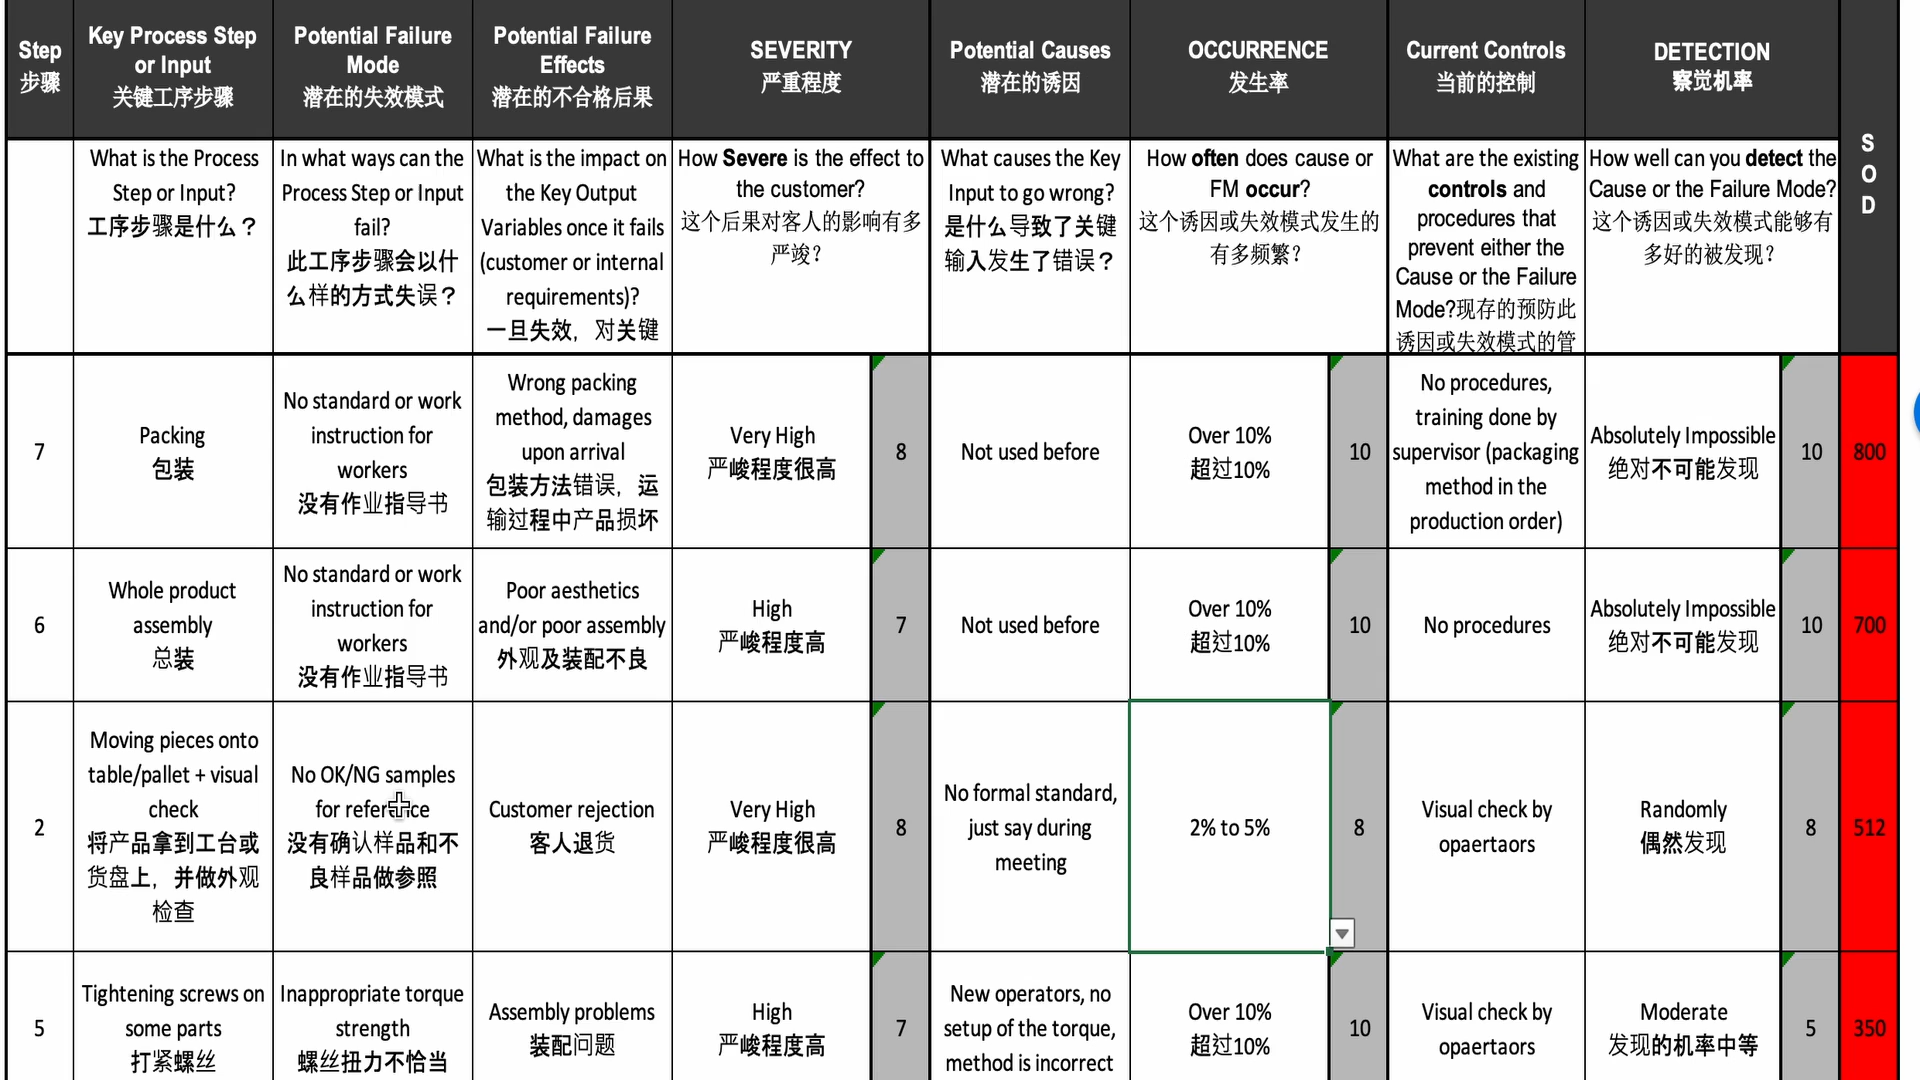 Step
步骤
Key Process Step
or Input
关键工序步骤
Potential Failure
Mode
潜在的失效模式
Potential Failure
Effects
潜在的不合格后果
SEVERITY
严重程度
Potential Causes
潜在的诱因
OCCURRENCE
发生率
Current Controls
当前的控制
DETECTION
察觉机率
S
O
D
What is the Process
Step or Input?
工序步骤是什么？
In what ways can the
Process Step or Input
fail?
此工序步骤会以什
么样的方式失误？
What is the impact on
the Key Output
Variables once it fails
(customer or internal
requirements)?
一旦失效，对关键
How Severe is the effect to
the customer?
这个后果对客人的影响有多
严竣？
What causes the Key
Input to go wrong?
是什么导致了关键
输入发生了错误？
How often does cause or
FM occur?
这个诱因或失效模式发生的
有多频繁？
What are the existing
controls and
procedures that
prevent either the
Cause or the Failure
Mode?现存的预防此
诱因或失效模式的管
How well can you detect the
Cause or the Failure Mode?
这个诱因或失效模式能够有
多好的被发现？
7
Packing
包装
No standard or work
instruction for
workers
没有作业指导书
Wrong packing
method, damages
upon arrival
包装方法错误，运
输过程中产品损坏
Very High
严峻程度很高
8
Not used before
Over 10%
超过10%
10
No procedures,
training done by
supervisor (packaging
method in the
production order)
Absolutely Impossible
绝对不可能发现
10
800
6
Whole product
assembly
总装
No standard or work
instruction for
workers
没有作业指导书
Poor aesthetics
and/or poor assembly
外观及装配不良
High
严峻程度高
7
Not used before
Over 10%
超过10%
10
No procedures
Absolutely Impossible
绝对不可能发现
10
700
2
Moving pieces onto
table/pallet + visual
check
将产品拿到工台或
货盘上，并做外观
检查
No OK/NG samples
for reference
没有确认样品和不
良样品做参照
Customer rejection
客人退货
Very High
严峻程度很高
8
No formal standard,
just say during
meeting
2% to 5%
8
Visual check by
opaertaors
Randomly
偶然发现
8
512
5
Tightening screws on
some parts
打紧螺丝
Inappropriate torque
strength
螺丝扭力不恰当
Assembly problems
装配问题
High
严峻程度高
7
New operators, no
setup of the torque,
method is incorrect
Over 10%
超过10%
10
Visual check by
opaertaors
Moderate
发现的机率中等
5
350